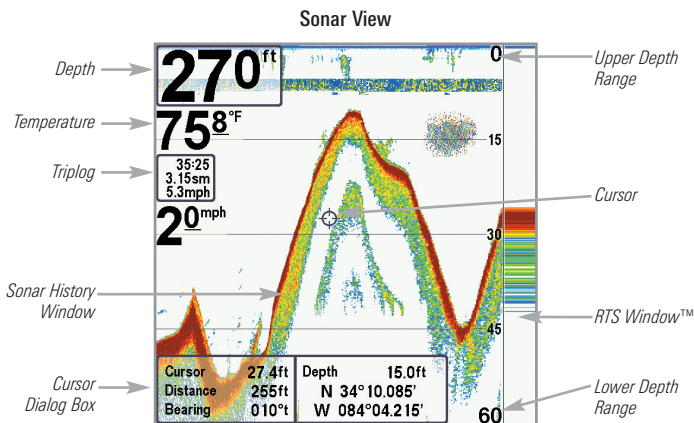 Sonar View
Depth
270 ft
0
Upper Depth
Range
Temperature
75 8 °F
15
Triplog
35:25
3.15sm
5.3mph
Cursor
2 0 mph
30
Sonar History
Window
45
RTS Window™
Cursor
Dialog Box
Cursor 27.4ft
Distance 255ft
Bearing 010°t
Depth 15.0ft
N 34°10.085'
W 084°04.215'
60
Lower Depth
Range